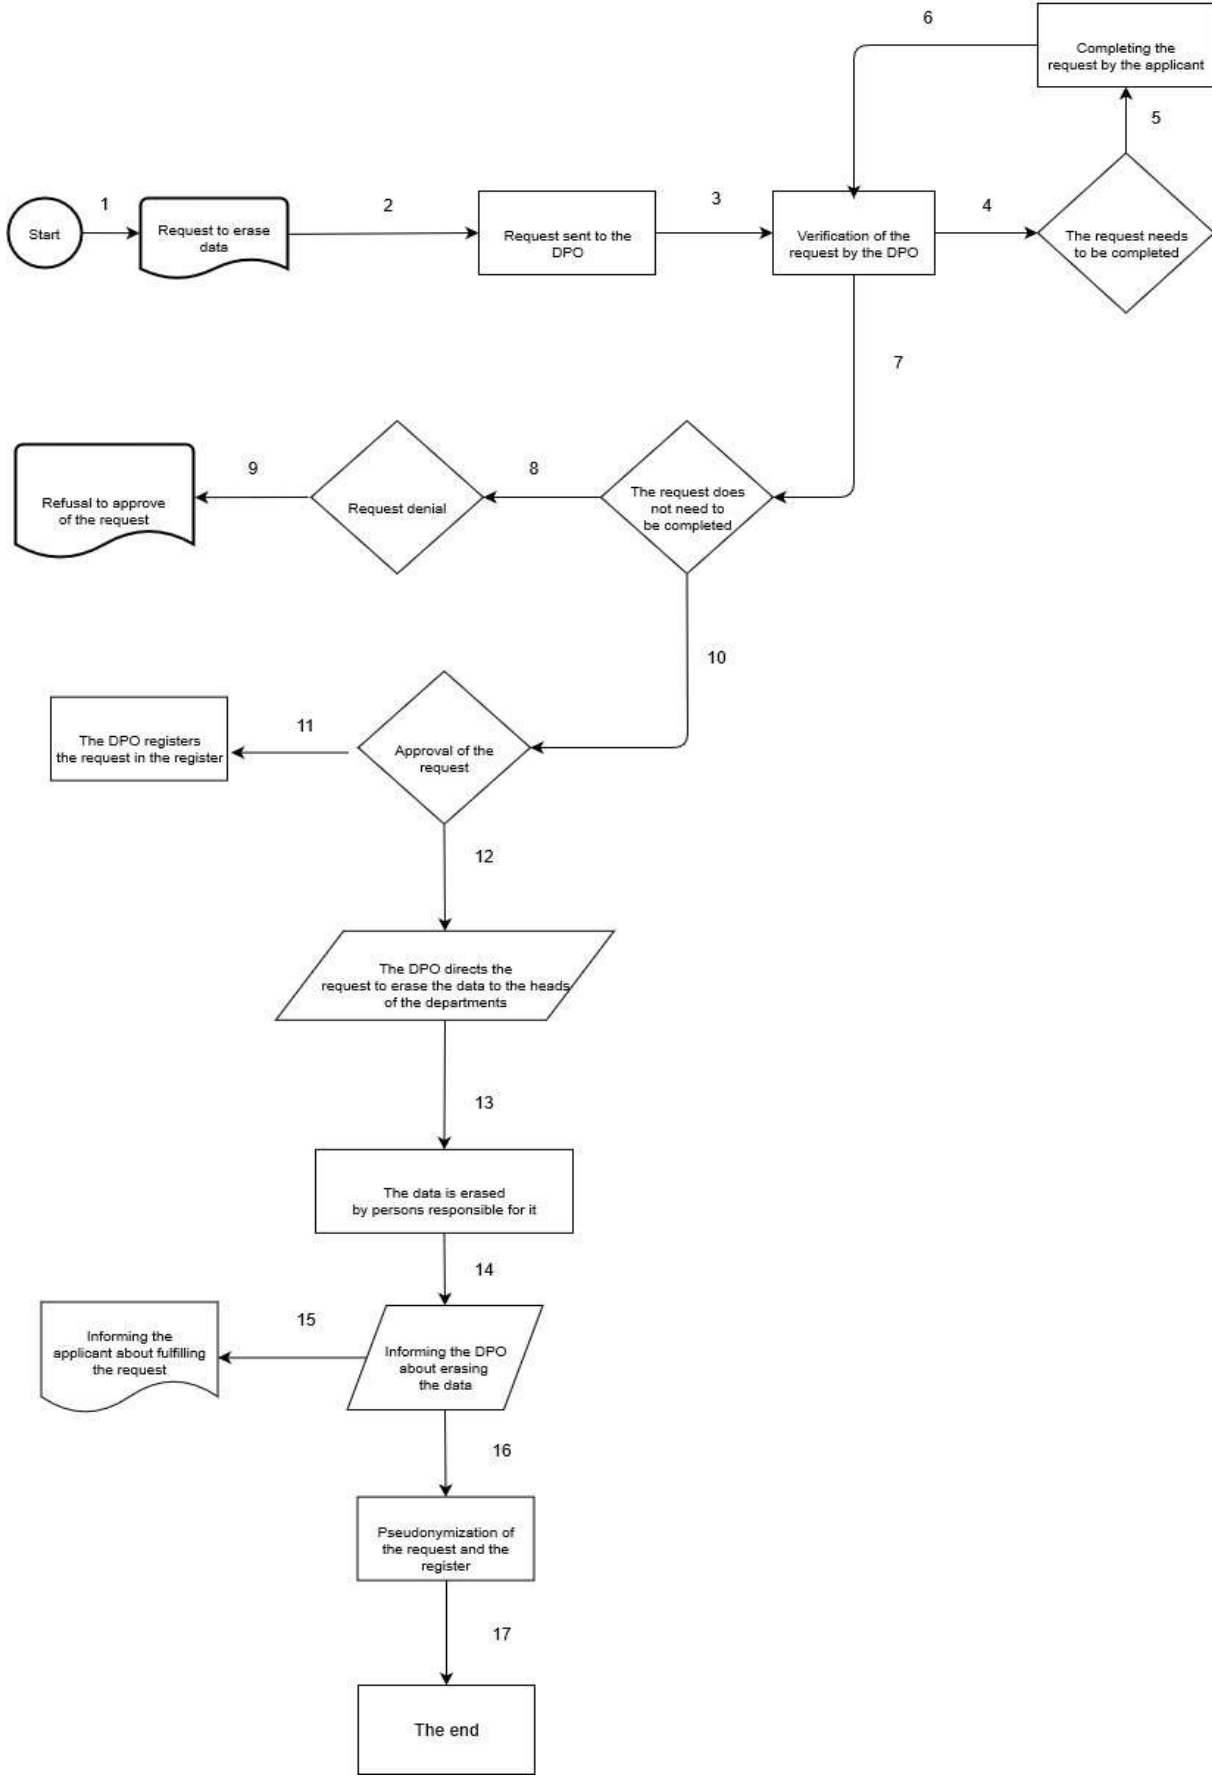 6
Completing the
request by the applicant
5
Start
1
Request to erase
data
2
Request sent to the
DPO
3
Verification of the
request by the DPO
4
The request needs
to be completed
7
Refusal to approve
of the request
9
Request denial
8
The request does
not need to
be completed
10
The DPO registers
the request in the register
11
Approval of the
request
12
The DPO directs the
request to erase the data to the heads
of the departments
13
The data is erased
by persons responsible for it
14
Informing the
applicant about fulfilling
the request
15
Informing the DPO
about erasing
the data
16
Pseudonymization of
the request and the
register
17
The end